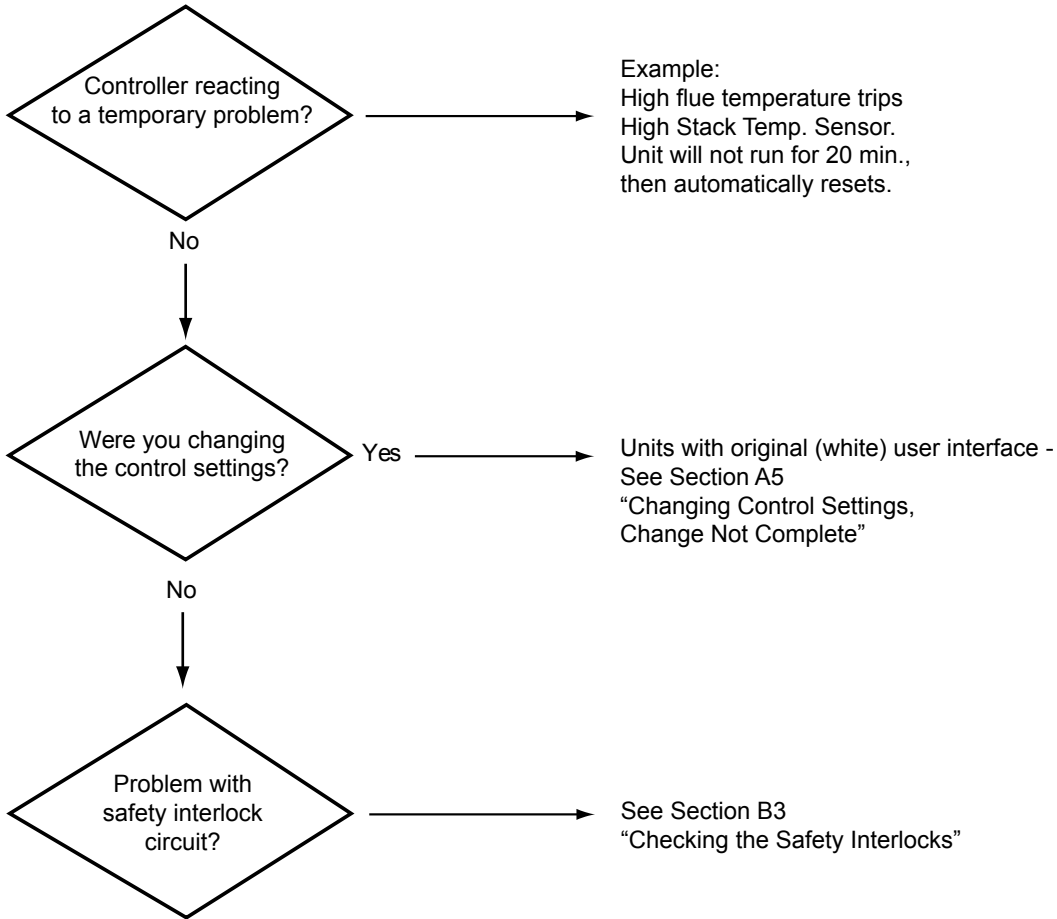 Controller reacting
to a temporary problem?
Example:
High flue temperature trips
High Stack Temp. Sensor.
Unit will not run for 20 min.,
then automatically resets.
No
Were you changing
the control settings?
Yes
Units with original (white) user interface -
See Section A5
“Changing Control Settings,
Change Not Complete”
No
Problem with
safety interlock
circuit?
See Section B3
“Checking the Safety Interlocks”